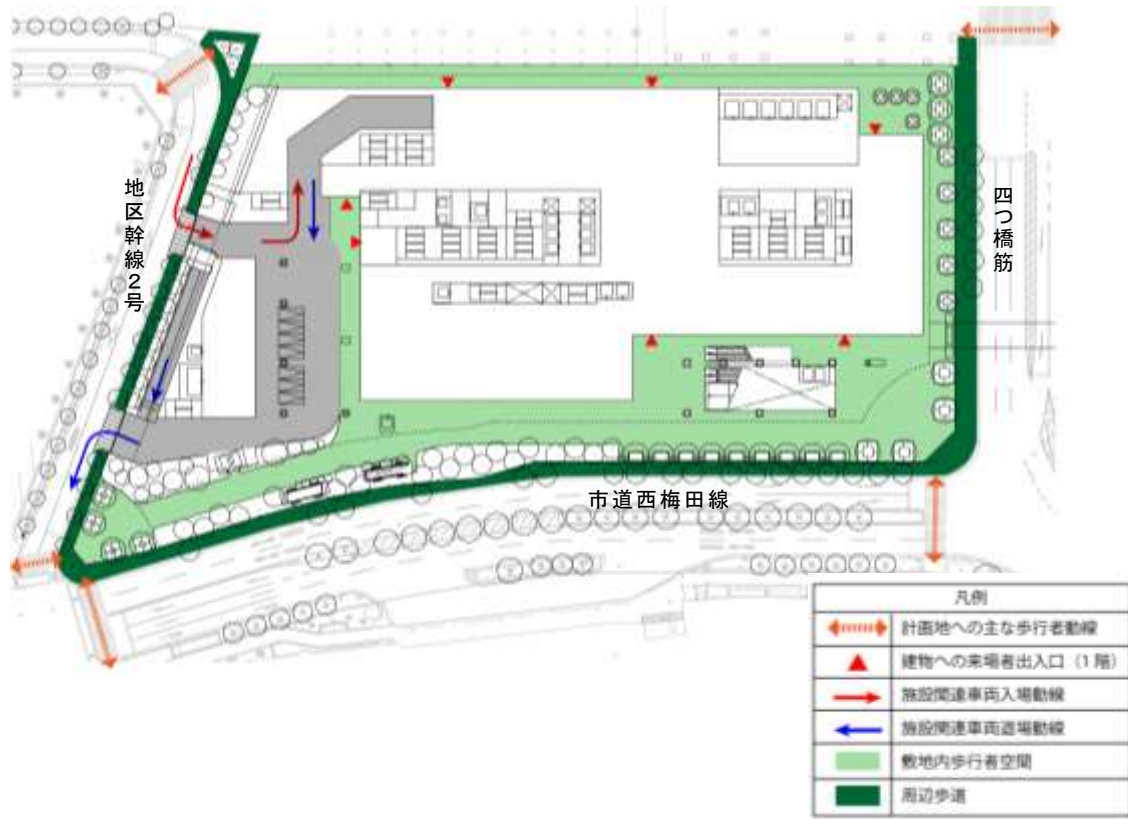 地区幹線2号
四つ橋筋
市道西梅田線
凡例
計画地への主な歩行者動線
建物への来場者出入口（1階）
施設関連車両入場動線
施設関連車両退場動線
敷地内歩行者空間
周辺歩道